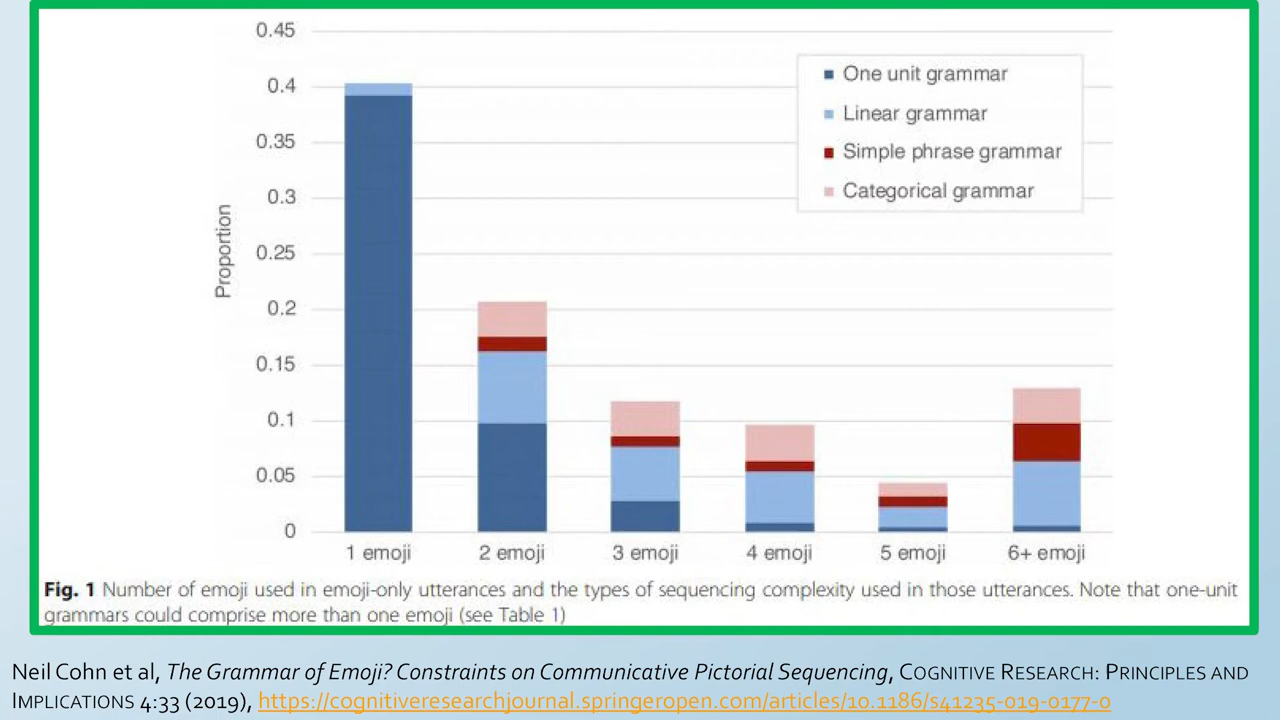 0.45
0.4
0.35
0.3
0.25
0.2
0.15
0.1
0.05
0
Proportion
One unit grammar
Linear grammar
Simple phrase grammar
Categorical grammar
1 emoji
2 emoji
3 emoji
4 emoji
5 emoji
6+ emoji
Fig. 1 Number of emoji used in emoji-only utterances and the types of sequencing complexity used in those utterances. Note that one-unit
grammars could comprise more than one emoji (see Table 1)
Neil Cohn et al, The Grammar of Emoji? Constraints on Communicative Pictorial Sequencing, COGNITIVE RESEARCH: PRINCIPLES AND
IMPLICATIONS 4:33 (2019), https://cognitiveresearchjournal.springeropen.com/articles/10.1186/s41235-019-0177-0